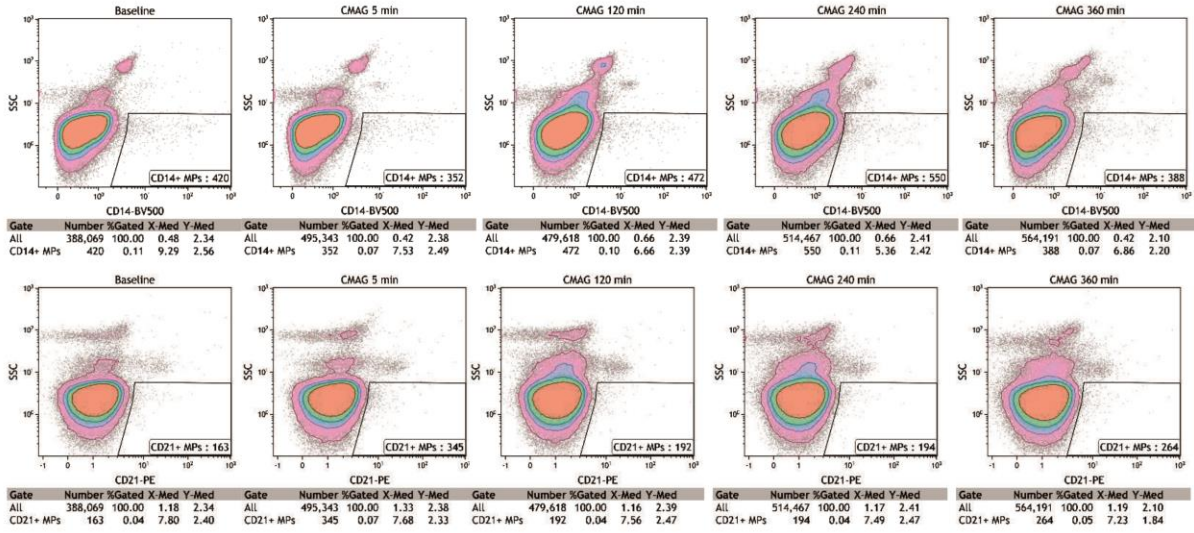 Baseline
CMAG 5 min
CMAG 120 min
CMAG 240 min
CMAG 360 min
SSC SSC SSC SSC SSC
CD14+ MPs : 420
CD14+ MPs : 352
CD14+ MPs : 472
CD14+ MPs : 550
CD14+ MPs : 388
CD14-BV500 CD14-BV500 CD14-BV500 CD14-BV500 CD14-BV500
Gate Number %Gated X-Med Y-Med
All 388,069 100.00 0.48 2.34
CD14+ MPs 420 0.11 9.29 2.56
Gate Number %Gated X-Med Y-Med
All 495,343 100.00 0.42 2.38
CD14+ MPs 352 0.07 7.53 2.49
Gate Number %Gated X-Med Y-Med
All 479,618 100.00 0.66 2.39
CD14+ MPs 472 0.10 6.66 2.39
Gate Number %Gated X-Med Y-Med
All 514,467 100.00 0.66 2.41
CD14+ MPs 550 0.11 5.36 2.42
Gate Number %Gated X-Med Y-Med
All 564,191 100.00 0.42 2.10
CD14+ MPs 388 0.07 6.86 2.20
Baseline
CMAG 5 min
CMAG 120 min
CMAG 240 min
CMAG 360 min
SSC SSC SSC SSC SSC
CD21+ MPs : 163
CD21+ MPs : 345
CD21+ MPs : 192
CD21+ MPs : 194
CD21+ MPs : 264
CD21-PE CD21-PE CD21-PE CD21-PE CD21-PE
Gate Number %Gated X-Med Y-Med
All 388,069 100.00 1.18 2.34
CD21+ MPs 163 0.04 7.80 2.40
Gate Number %Gated X-Med Y-Med
All 495,343 100.00 1.33 2.38
CD21+ MPs 345 0.07 7.68 2.33
Gate Number %Gated X-Med Y-Med
All 479,618 100.00 1.16 2.39
CD21+ MPs 192 0.04 7.56 2.47
Gate Number %Gated X-Med Y-Med
All 514,467 100.00 1.17 2.41
CD21+ MPs 194 0.04 7.49 2.47
Gate Number %Gated X-Med Y-Med
All 564,191 100.00 1.19 2.10
CD21+ MPs 264 0.05 7.23 1.84